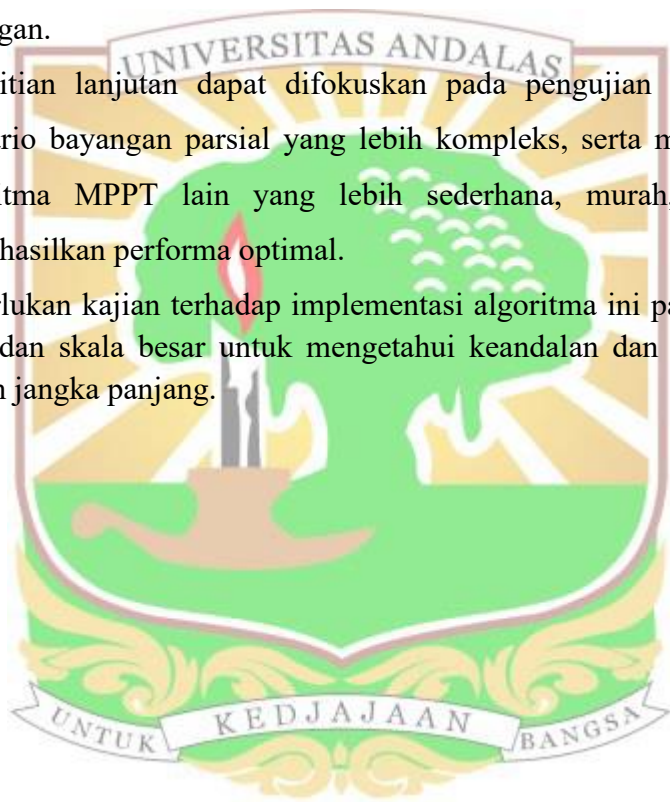 gan.
UNIVERSITAS ANDALAS
itian lanjutan dapat difokuskan pada pengujian
rio bayangan parsial yang lebih kompleks, serta m
itma MPPT lain yang lebih sederhana, murah,
hasilkan performa optimal.
rlukan kajian terhadap implementasi algoritma ini pa
dan skala besar untuk mengetahui keandalan dan
n jangka panjang.
UNTUK KEDJAJAAN BANGSA